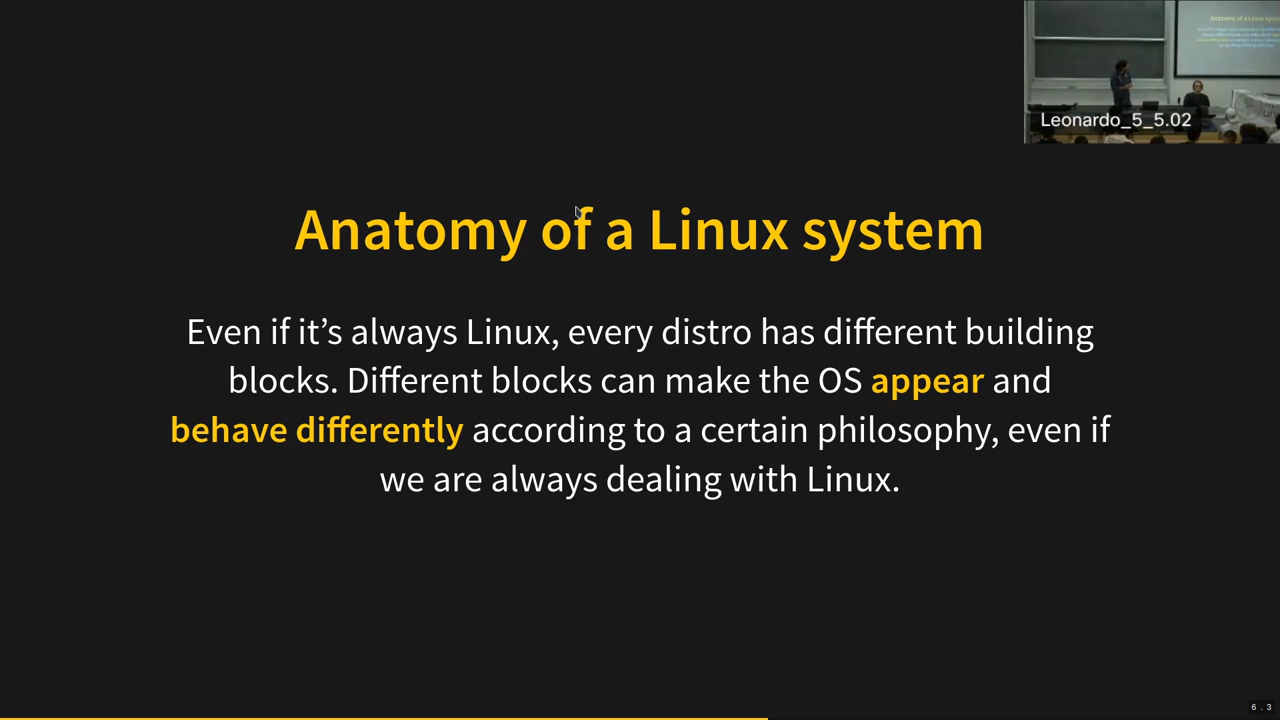 Leonardo_5_5.02
Anatomy of a Linux system
Even if it’s always Linux, every distro has different building
blocks. Different blocks can make the OS appear and
behave differently according to a certain philosophy, even if
we are always dealing with Linux.
6.3